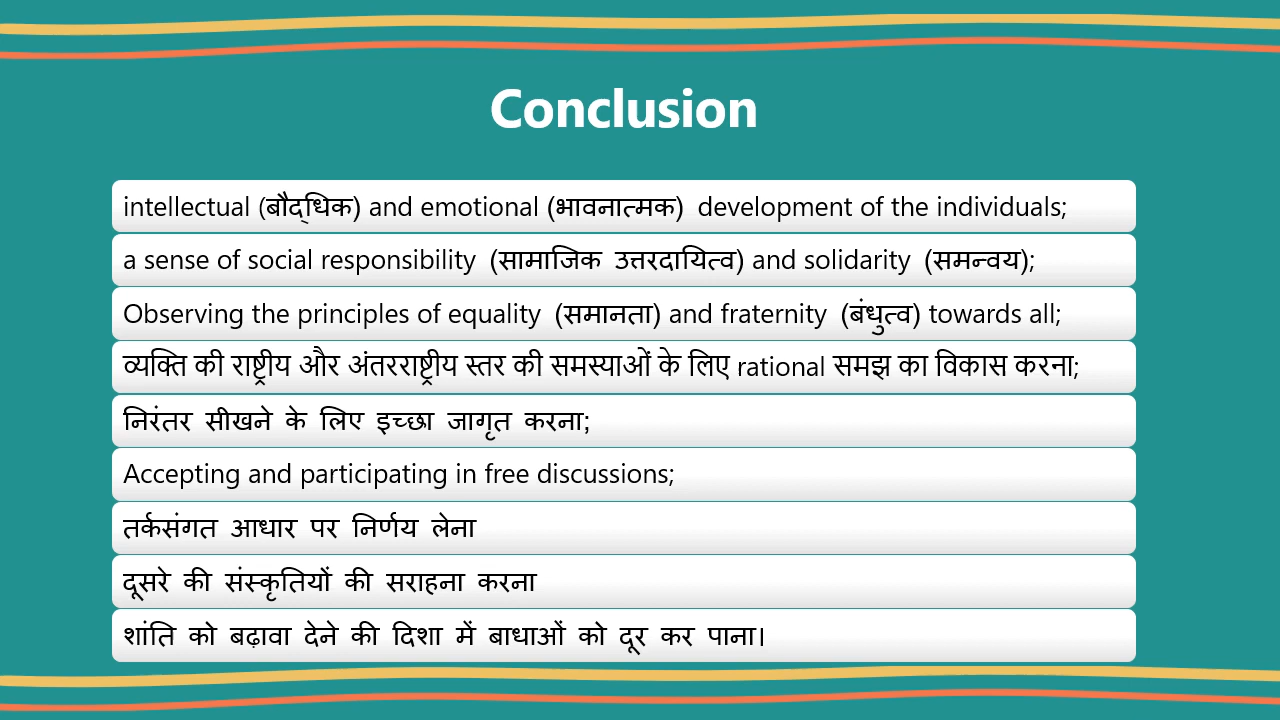 Conclusion
intellectual (बौद्धिक) and emotional (भावनात्मक) development of the individuals;
a sense of social responsibility (सामाजिक उत्तरदायित्व) and solidarity (समन्वय);
Observing the principles of equality (समानता) and fraternity (बंधुत्व) towards all;
व्यक्ति की राष्ट्रीय और अंतरराष्ट्रीय स्तर की समस्याओं के लिए rational समझ का विकास करना;
निरंतर सीखने के लिए इच्छा जागृत करना;
Accepting and participating in free discussions;
तर्कसंगत आधार पर निर्णय लेना
दूसरे की संस्कृतियों की सराहना करना
शांति को बढ़ावा देने की दिशा में बाधाओं को दूर कर पाना।